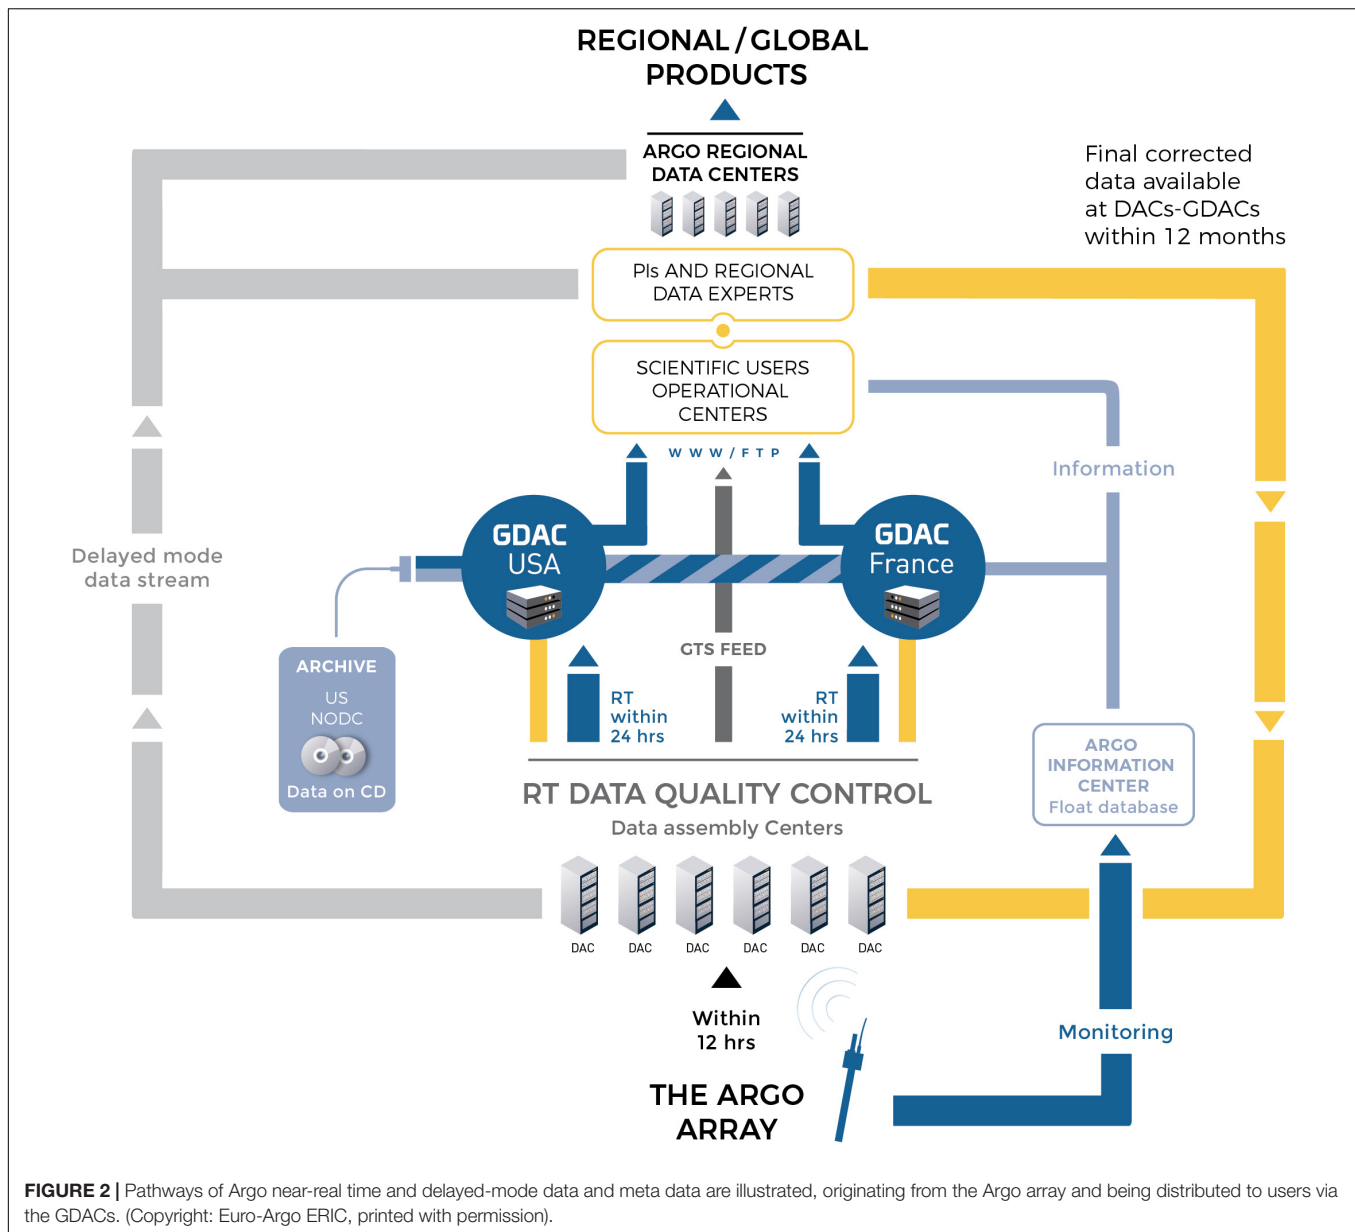 REGIONAL / GLOBAL
PRODUCTS
ARGO REGIONAL
DATA CENTERS
Final corrected
data available
at DACs-GDACs
within 12 months
PIs AND REGIONAL
DATA EXPERTS
SCIENTIFIC USERS
OPERATIONAL
CENTERS
WWW/FTP
Information
GDAC
USA
GDAC
France
Delayed mode
data stream
GTS FEED
ARCHIVE
US
NODC
Data on CD
RT
within
24 hrs
RT
within
24 hrs
ARGO
INFORMATION
CENTER
Float database
RT DATA QUALITY CONTROL
Data assembly Centers
DAC DAC DAC DAC DAC DAC
Within
12 hrs
Monitoring
THE ARGO
ARRAY
FIGURE 2 | Pathways of Argo near-real time and delayed-mode data and meta data are illustrated, originating from the Argo array and being distributed to users via
the GDACs. (Copyright: Euro-Argo ERIC, printed with permission).